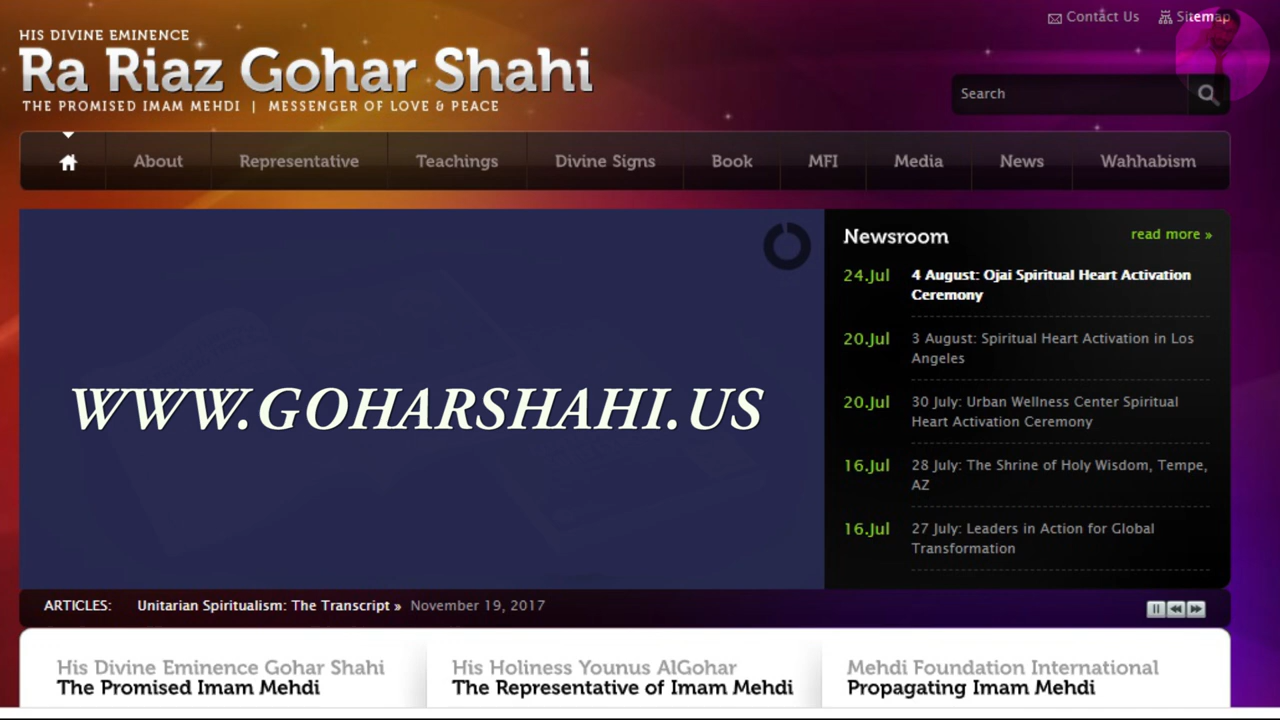 Contact Us
Sitemap
HIS DIVINE EMINENCE
Ra Riaz Gohar Shahi
THE PROMISED IMAM MEHDI | MESSENGER OF LOVE & PEACE
Search
About
Representative
Teachings
Divine Signs
Book
MFI
Media
News
Wahhabism
WWW.GOHARSHAHI.US
Newsroom
read more »
24.Jul
4 August: Ojai Spiritual Heart Activation
Ceremony
20.Jul
3 August: Spiritual Heart Activation in Los
Angeles
20.Jul
30 July: Urban Wellness Center Spiritual
Heart Activation Ceremony
16.Jul
28 July: The Shrine of Holy Wisdom, Tempe,
AZ
16.Jul
27 July: Leaders in Action for Global
Transformation
ARTICLES: Unitarian Spiritualism: The Transcript » November 19, 2017
His Divine Eminence Gohar Shahi
The Promised Imam Mehdi
His Holiness Younus AlGohar
The Representative of Imam Mehdi
Mehdi Foundation International
Propagating Imam Mehdi